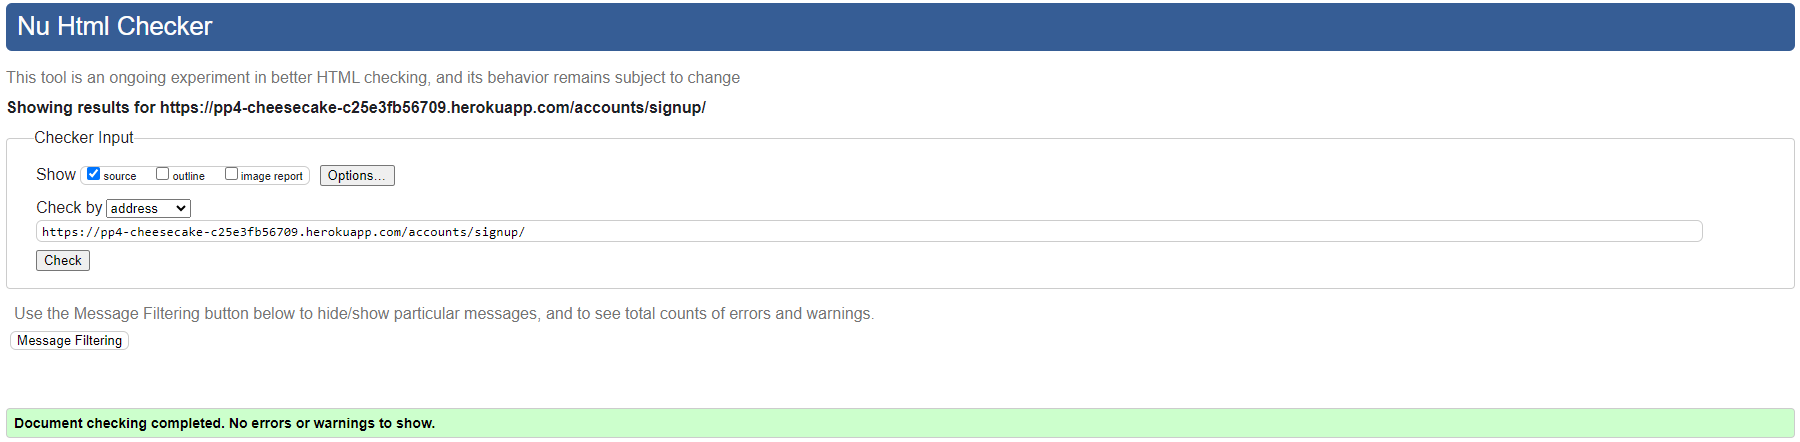 Nu Html Checker
This tool is an ongoing experiment in better HTML checking, and its behavior remains subject to change
Showing results for https://pp4-cheesecake-c25e3fb56709.herokuapp.com/accounts/signup/
Checker Input
Show source outline image report Options...
Check by address
https://pp4-cheesecake-c25e3fb56709.herokuapp.com/accounts/signup/
Check
Use the Message Filtering button below to hide/show particular messages, and to see total counts of errors and warnings.
Message Filtering
Document checking completed. No errors or warnings to show.